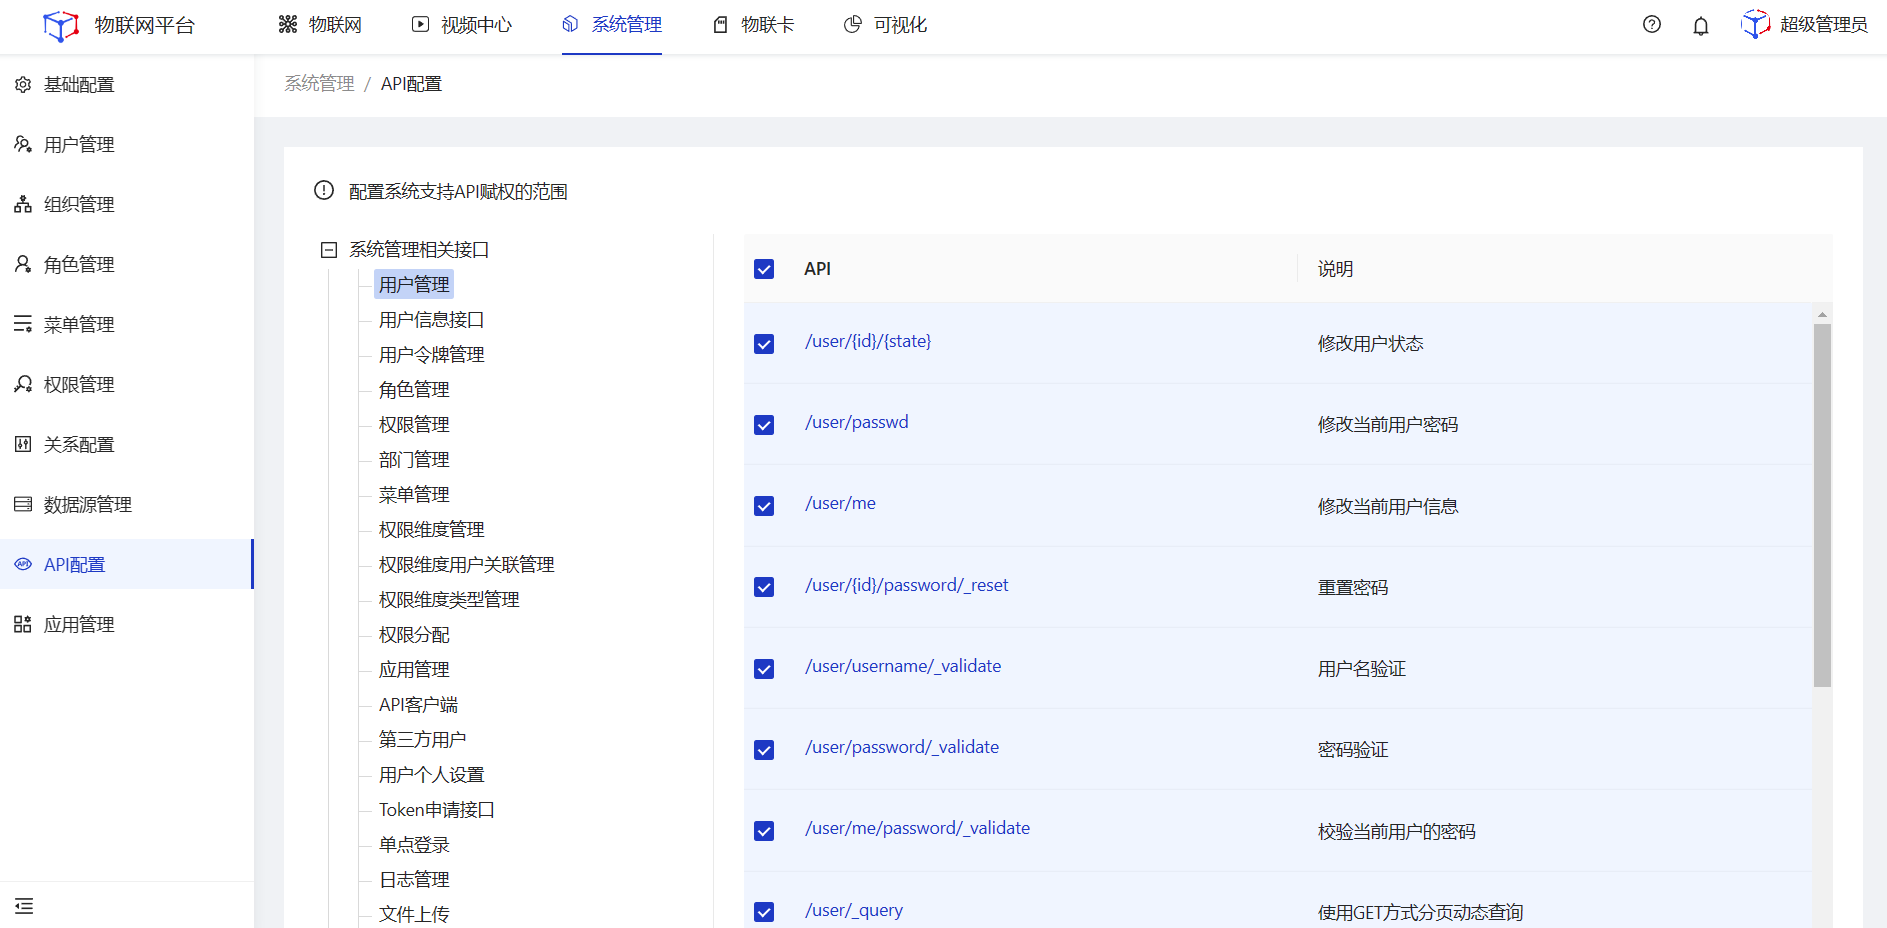 物联网平台
物联网
视频中心
系统管理
物联卡
可视化
超级管理员
基础配置
用户管理
组织管理
角色管理
菜单管理
权限管理
关系配置
数据源管理
API配置
应用管理
系统管理 / API配置
配置系统支持API赋权的范围
系统管理相关接口
用户管理
用户信息接口
用户令牌管理
角色管理
权限管理
部门管理
菜单管理
权限维度管理
权限维度用户关联管理
权限维度类型管理
权限分配
应用管理
API客户端
第三方用户
用户个人设置
Token申请接口
单点登录
日志管理
文件上传
API 说明
/user/{id}/{state} 修改用户状态
/user/passwd 修改当前用户密码
/user/me 修改当前用户信息
/user/{id}/password/_reset 重置密码
/user/username/_validate 用户名验证
/user/password/_validate 密码验证
/user/me/password/_validate 校验当前用户的密码
/user/_query 使用GET方式分页动态查询